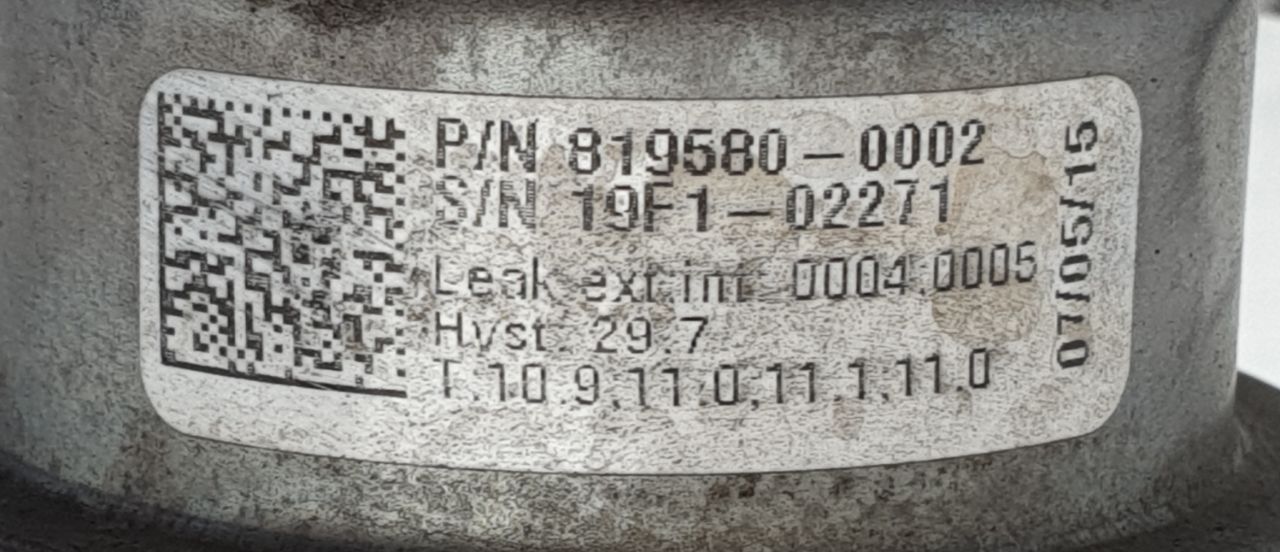 P/N 819580-0002
S/N 19F1-02271
Leak ext:int: 0004:0005
Hyst: 29.7
T:10.9;11.0;11.1;11.0
07/05/15